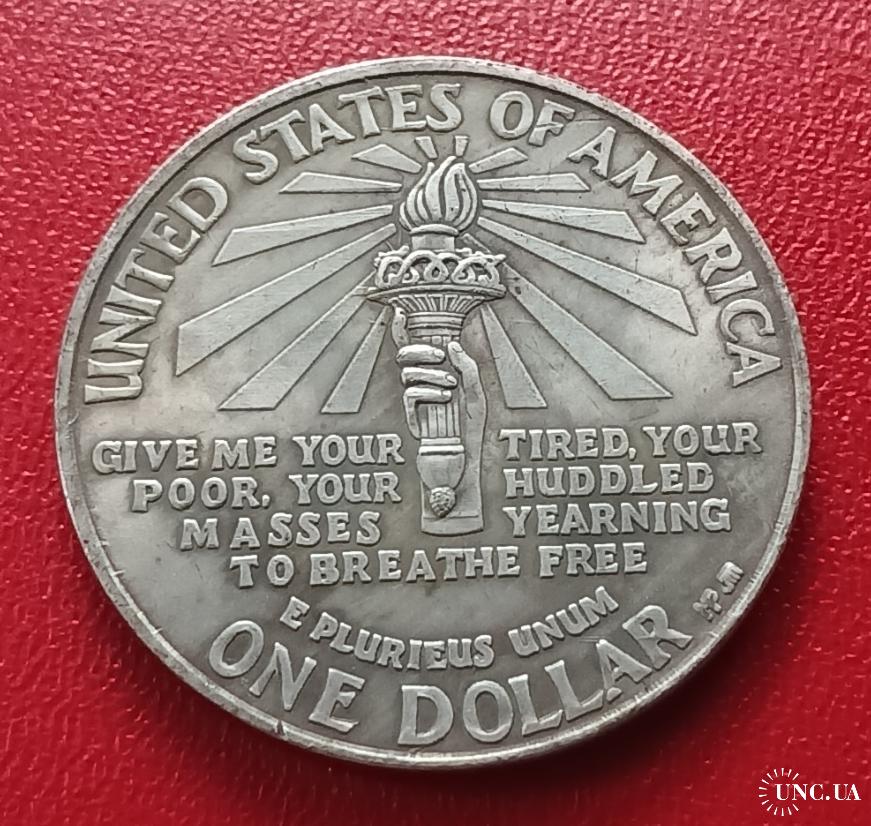 UNITED STATES OF AMERICA
GIVE ME YOUR TIRED, YOUR
POOR, YOUR HUDDLED
MASSES YEARNING
TO BREATHE FREE
E PLURIEUS UNUM
ONE DOLLAR
UNC.UA